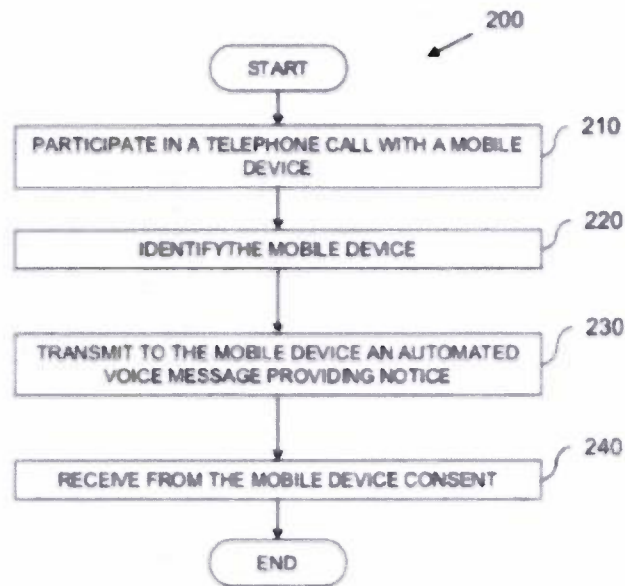 200
START
210
PARTICIPATE IN A TELEPHONE CALL WITH A MOBILE
DEVICE
220
IDENTIFYTHE MOBILE DEVICE
230
TRANSMIT TO THE MOBILE DEVICE AN AUTOMATED
VOICE MESSAGE PROVIDING NOTICE
240
RECEIVE FROM THE MOBILE DEVICE CONSENT
END